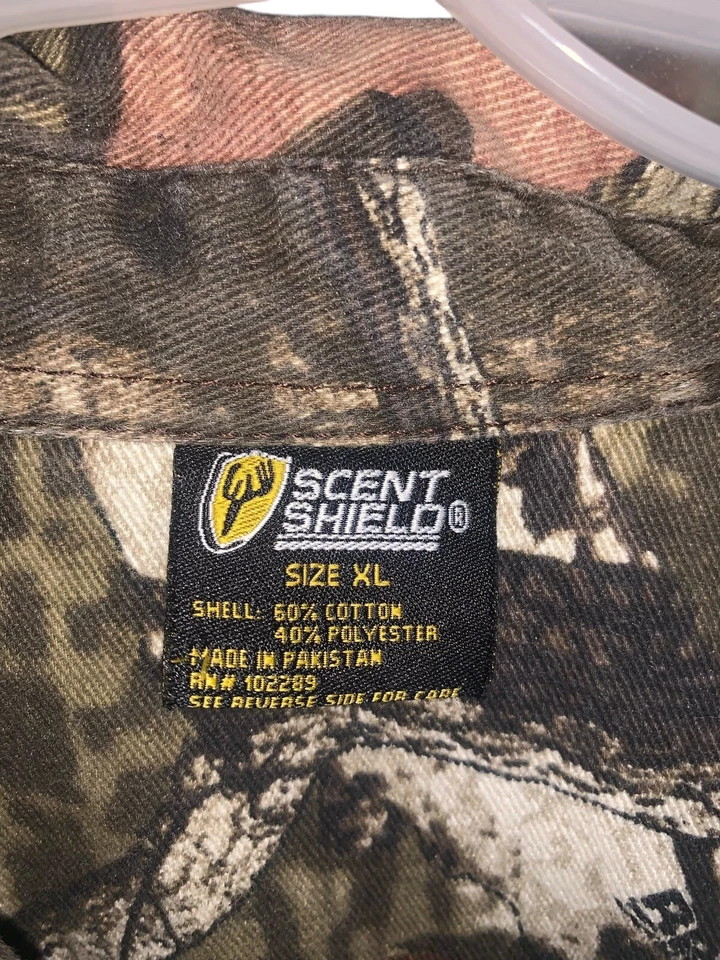 SCENT
SHIELD®
SIZE XL
SHELL: 60% COTTON
40% POLYESTER
MADE IN PAKISTAN
RN# 102289
SEE REVERSE SIDE FOR CARE